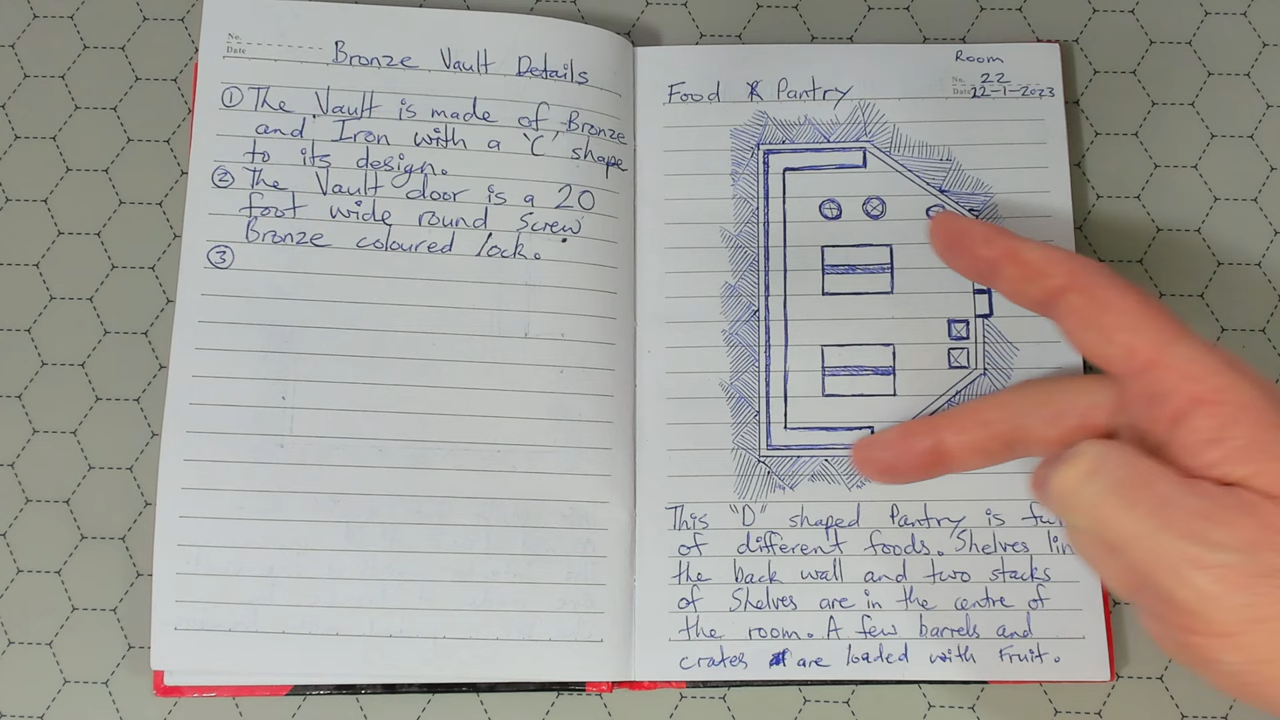 No.
Date
Bronze Vault Details
① The Vault is made of Bronze
and Iron with a 'C' shape
to its design.
② The Vault door is a 20
foot wide round Screw
Bronze coloured lock.
③
Room
Food & Pantry
No. 22
Date 22-1-2023
This "D" shaped Pantry is
of different foods. Shelves
the back wall and two stacks
of Shelves are in the centre of
the room. A few barrels and
crates are loaded with Fruit.